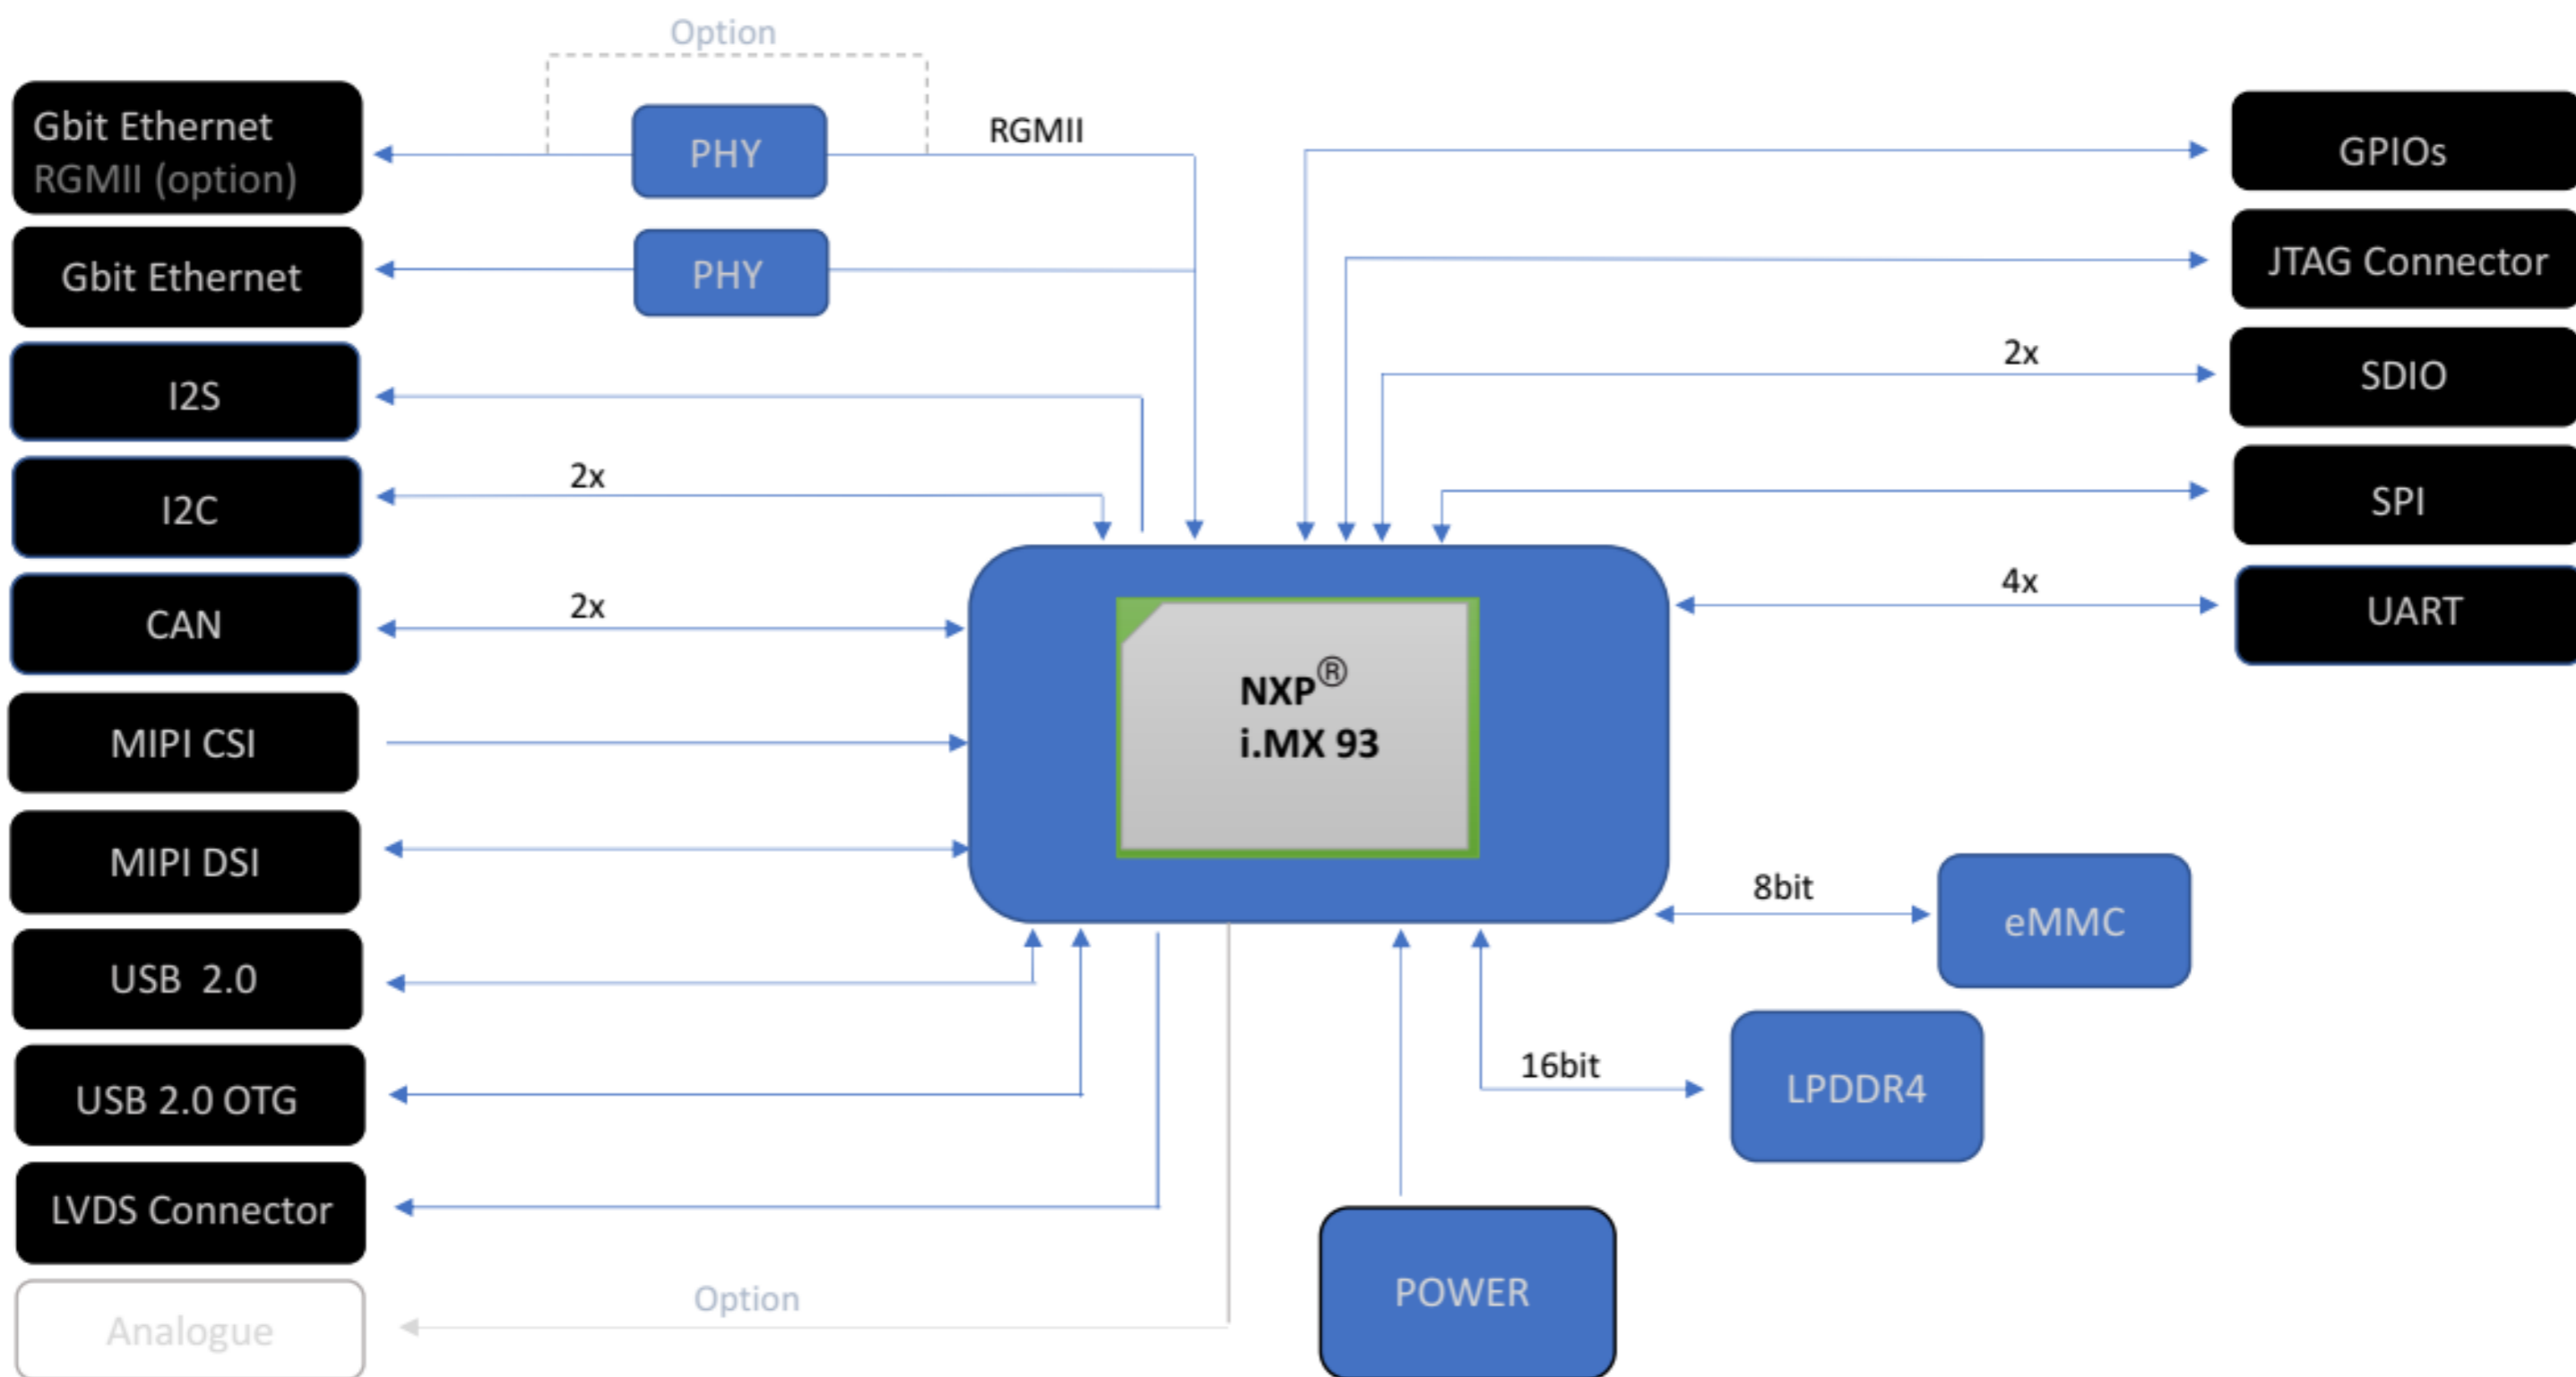 Option
Gbit Ethernet
RGMII (option)
PHY
RGMII
GPIOs
Gbit Ethernet
PHY
JTAG Connector
I2S
2x
SDIO
I2C
2x
SPI
CAN
2x
4x
UART
NXP®
i.MX 93
MIPI CSI
MIPI DSI
8bit
eMMC
USB 2.0
USB 2.0 OTG
16bit
LPDDR4
LVDS Connector
POWER
Option
Analogue